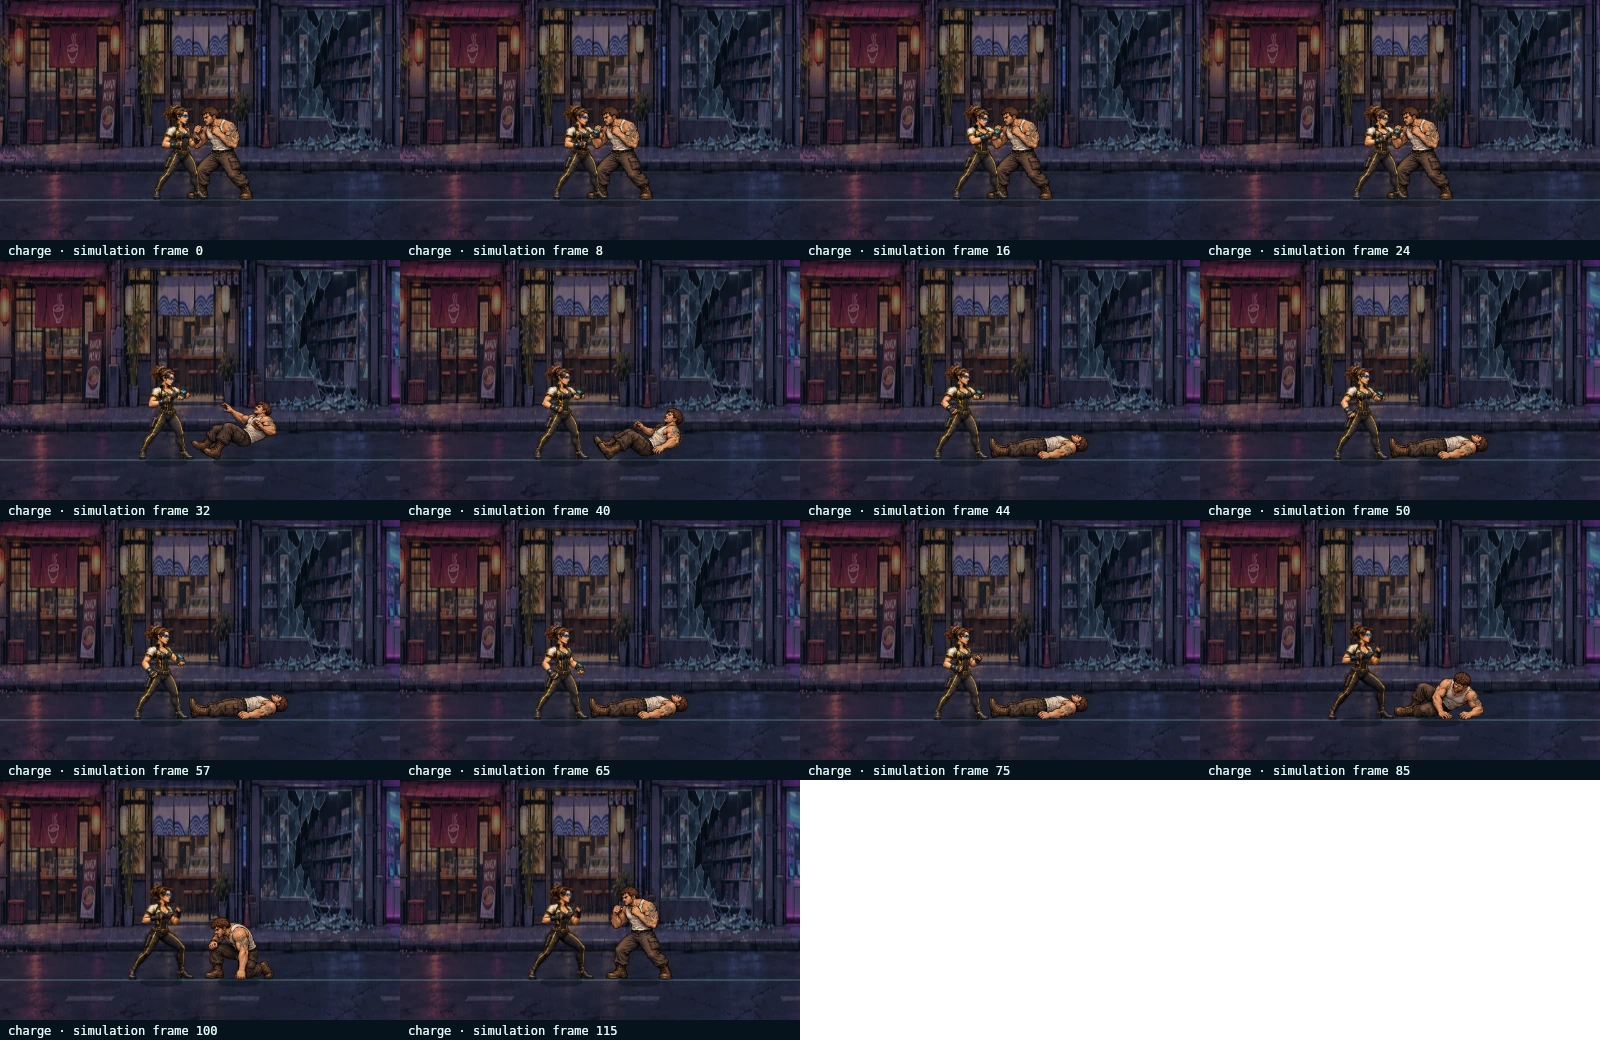 charge · simulation frame 0
charge · simulation frame 8
charge · simulation frame 16
charge · simulation frame 24
charge · simulation frame 32
charge · simulation frame 40
charge · simulation frame 44
charge · simulation frame 50
charge · simulation frame 57
charge · simulation frame 65
charge · simulation frame 75
charge · simulation frame 85
charge · simulation frame 100
charge · simulation frame 115